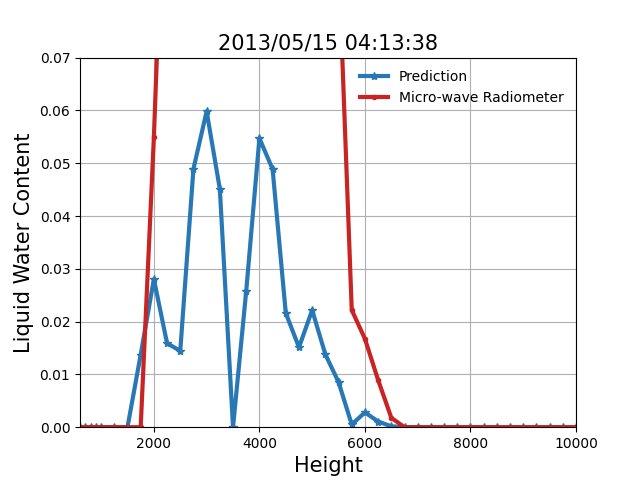 2013/05/15 04:13:38
Prediction
Micro-wave Radiometer
Liquid Water Content
0.07
0.06
0.05
0.04
0.03
0.02
0.01
0.00
2000 4000 6000 8000 10000
Height